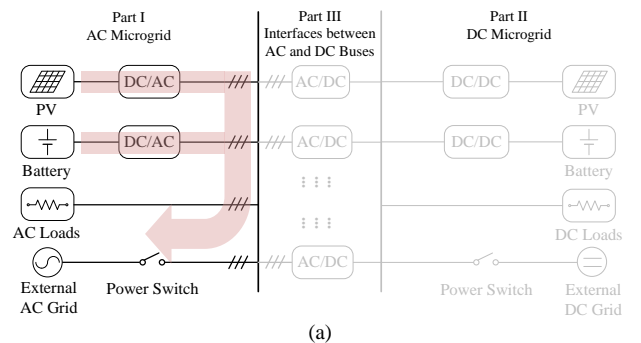 Part I
AC Microgrid
Part III
Interfaces between
AC and DC Buses
Part II
DC Microgrid
DC/AC
AC/DC
DC/DC
PV
PV
DC/AC
AC/DC
DC/DC
Battery
Battery
AC Loads
DC Loads
AC/DC
External
AC Grid
Power Switch
Power Switch
External
DC Grid
(a)